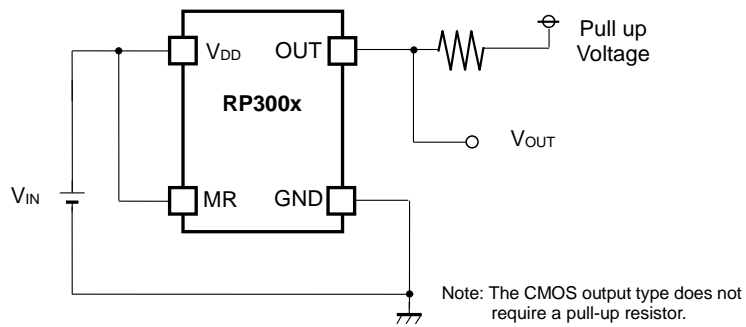 Pull up
Voltage
VDD
OUT
RP300x
VOUT
VIN
MR
GND
Note: The CMOS output type does not
require a pull-up resistor.